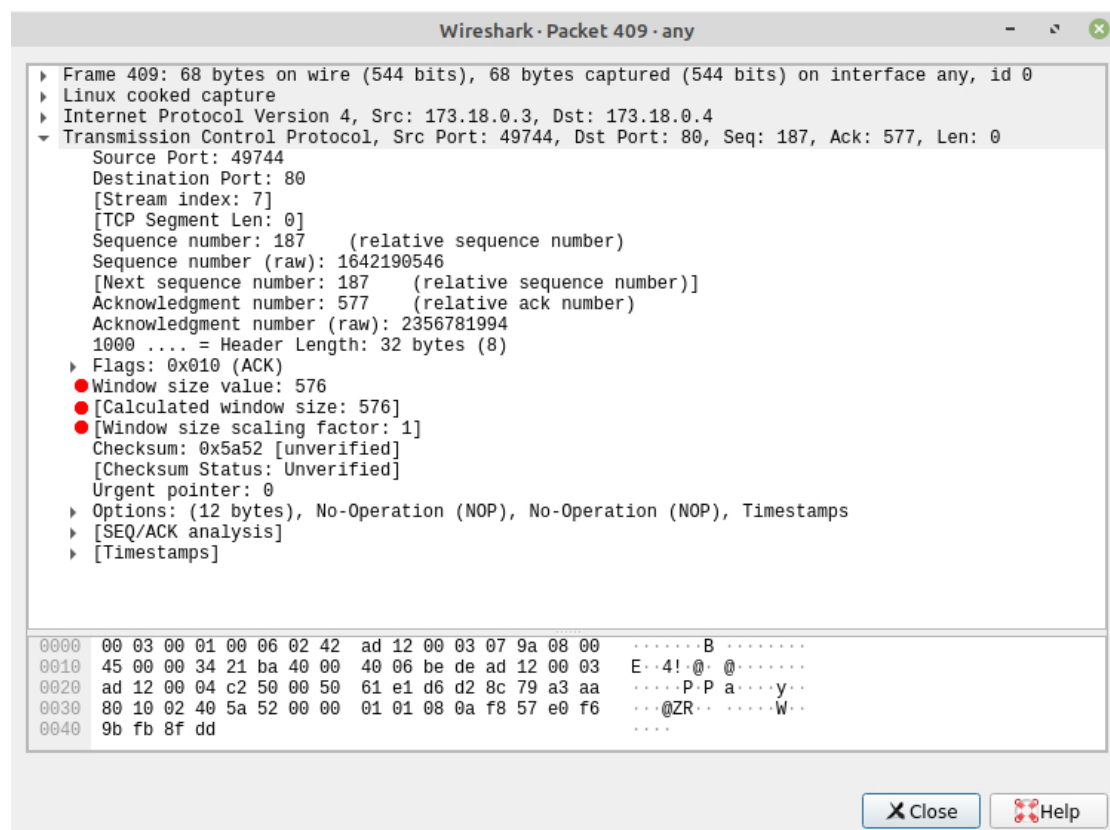 Wireshark · Packet 409 · any
Frame 409: 68 bytes on wire (544 bits), 68 bytes captured (544 bits) on interface any, id 0
Linux cooked capture
Internet Protocol Version 4, Src: 173.18.0.3, Dst: 173.18.0.4
Transmission Control Protocol, Src Port: 49744, Dst Port: 80, Seq: 187, Ack: 577, Len: 0
Source Port: 49744
Destination Port: 80
[Stream index: 7]
[TCP Segment Len: 0]
Sequence number: 187    (relative sequence number)
Sequence number (raw): 1642190546
[Next sequence number: 187    (relative sequence number)]
Acknowledgment number: 577    (relative ack number)
Acknowledgment number (raw): 2356781994
1000 .... = Header Length: 32 bytes (8)
Flags: 0x010 (ACK)
Window size value: 576
[Calculated window size: 576]
[Window size scaling factor: 1]
Checksum: 0x5a52 [unverified]
[Checksum Status: Unverified]
Urgent pointer: 0
Options: (12 bytes), No-Operation (NOP), No-Operation (NOP), Timestamps
[SEQ/ACK analysis]
[Timestamps]
0000 00 03 00 01 00 06 02 42 ad 12 00 03 07 9a 08 00 ·······B ········
0010 45 00 00 34 21 ba 40 00 40 06 be de ad 12 00 03 E··4!·@· @·······
0020 ad 12 00 04 c2 50 00 50 61 e1 d6 d2 8c 79 a3 aa ·····P·P a····y··
0030 80 10 02 40 5a 52 00 00 01 01 08 0a f8 57 e0 f6 ···@ZR·· ·····W··
0040 9b fb 8f dd ····
Close
Help